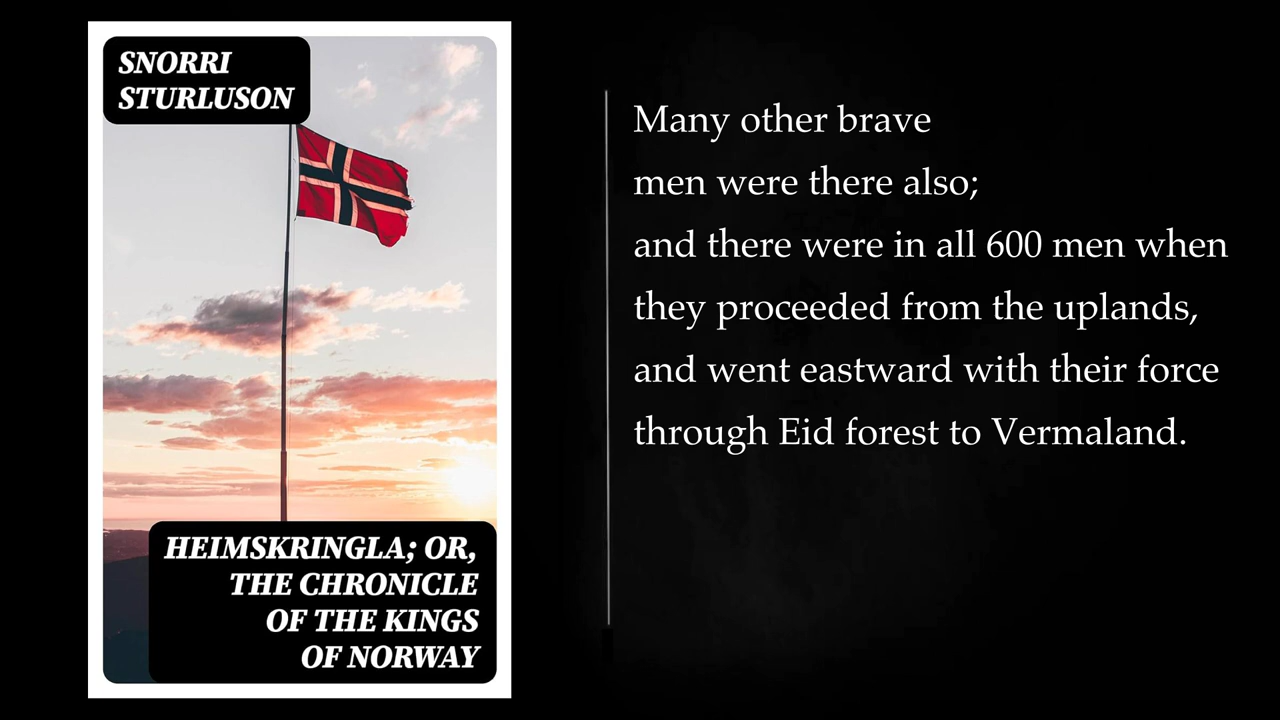 SNORRI
STURLUSON
HEIMSKRINGLA; OR,
THE CHRONICLE
OF THE KINGS
OF NORWAY
Many other brave
men were there also;
and there were in all 600 men when
they proceeded from the uplands,
and went eastward with their force
through Eid forest to Vermaland.